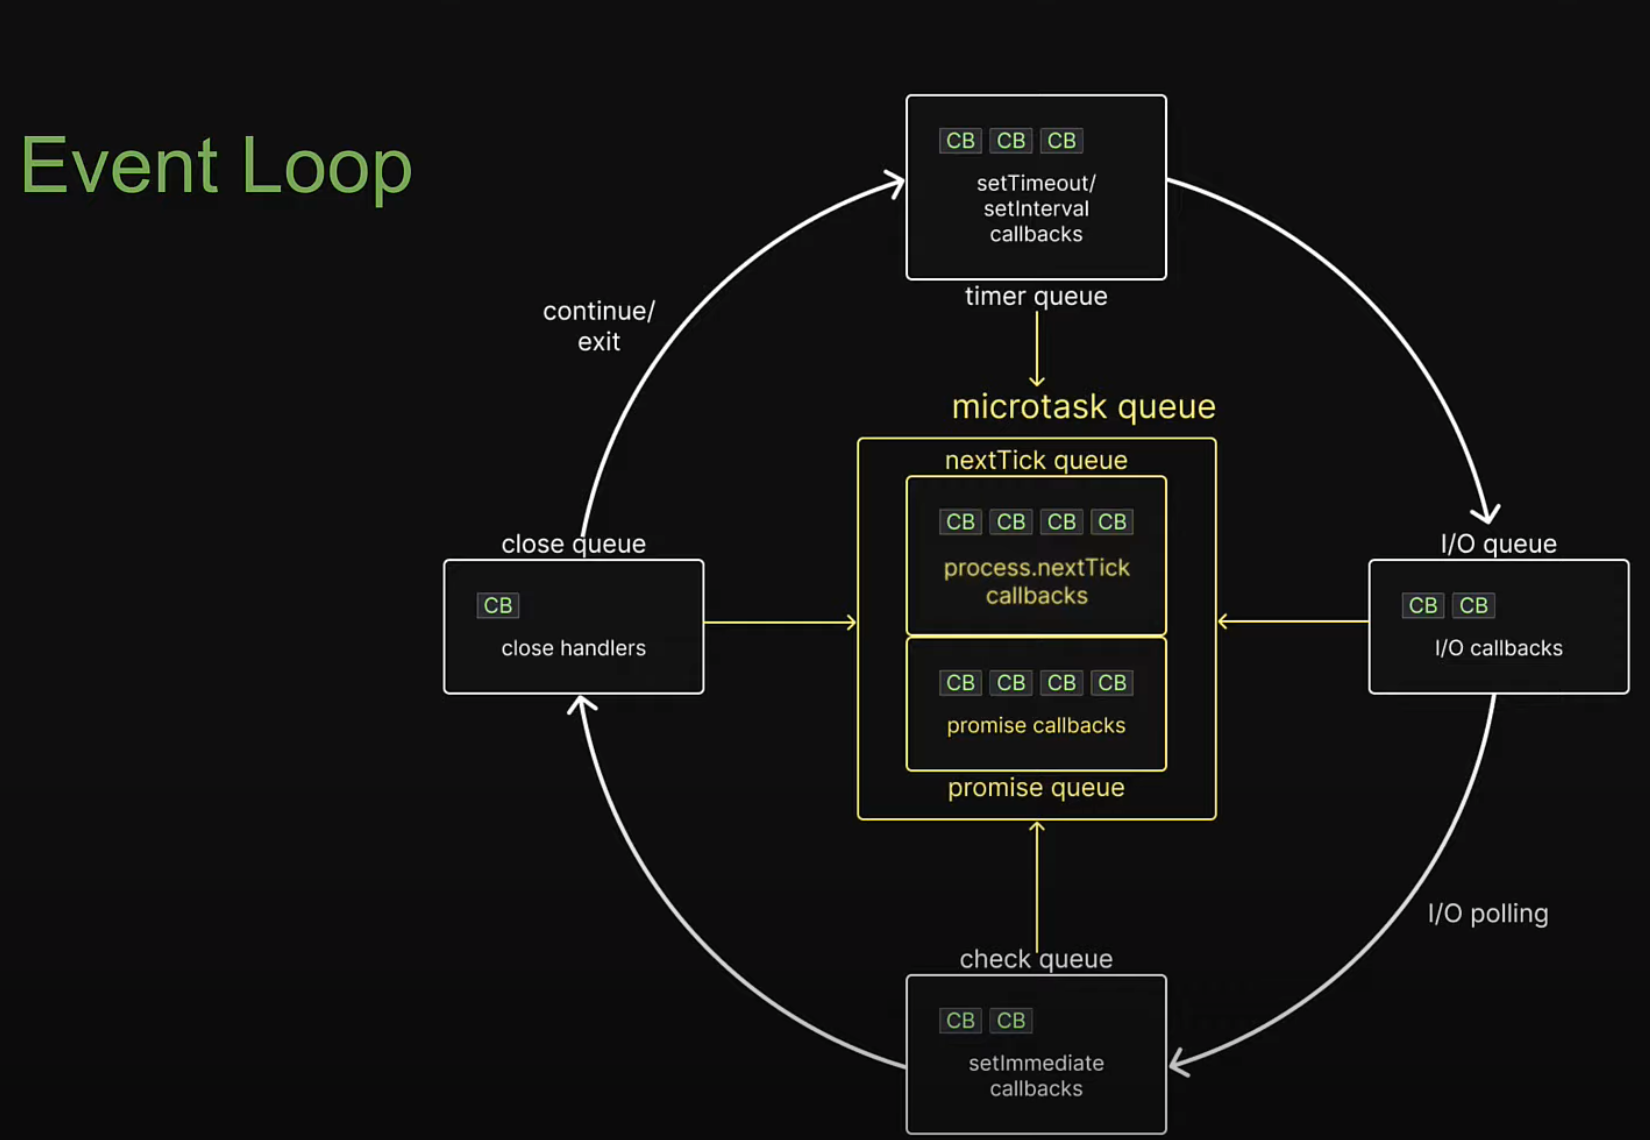 Event Loop
CB CB CB
setTimeout/
setInterval
callbacks
timer queue
continue/
exit
microtask queue
nextTick queue
CB CB CB CB
process.nextTick
callbacks
CB CB CB CB
promise callbacks
promise queue
close queue
CB
close handlers
I/O queue
CB CB
I/O callbacks
I/O polling
check queue
CB CB
setImmediate
callbacks